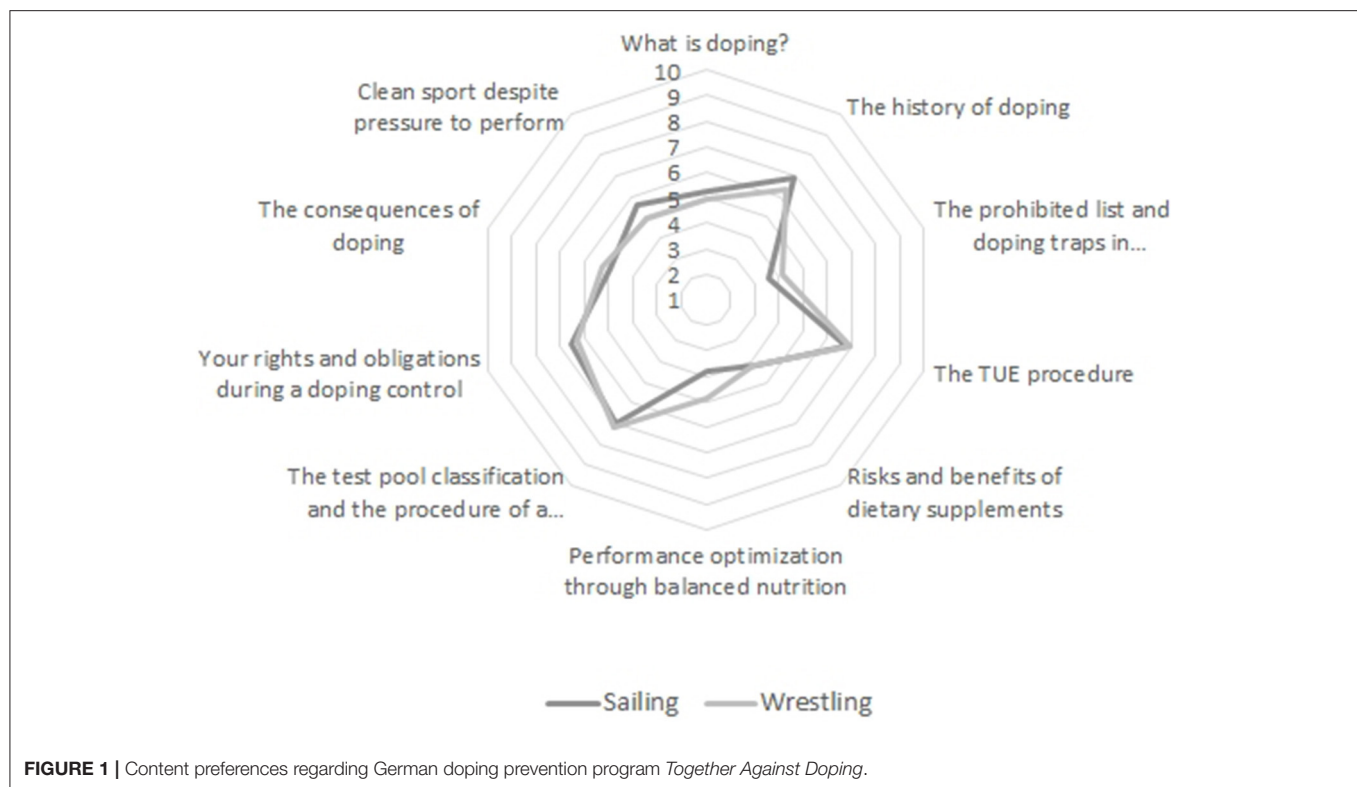 What is doping?
10
9
8
7
6
5
4
3
2
1
The history of doping
The prohibited list and
doping traps in...
The TUE procedure
Risks and benefits of
dietary supplements
Performance optimization
through balanced nutrition
The test pool classification
and the procedure of a...
Your rights and obligations
during a doping control
The consequences of
doping
Clean sport despite
pressure to perform
Sailing Wrestling
FIGURE 1 | Content preferences regarding German doping prevention program Together Against Doping.